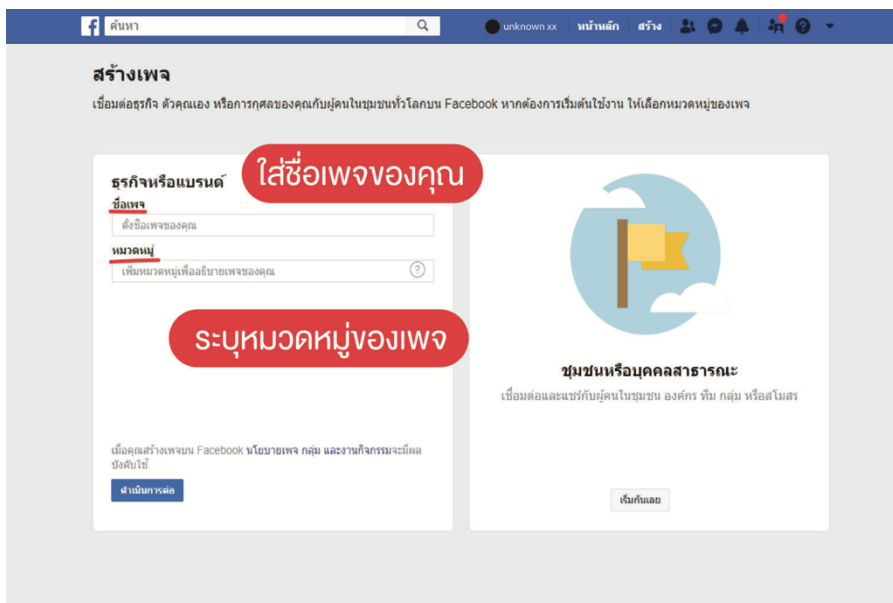 f ค้นหา unknown xx หน้าหลัก สร้าง
สร้างเพจ
เชื่อมต่อธุรกิจ ตัวคุณเอง หรือการกุศลของคุณกับผู้คนในชุมชนทั่วโลกบน Facebook หากต้องการเริ่มต้นใช้งาน ให้เลือกหมวดหมู่ของเพจ
ธุรกิจหรือแบรนด์
ใส่ชื่อเพจของคุณ
ชื่อเพจ
ตั้งชื่อเพจของคุณ
หมวดหมู่
เพิ่มหมวดหมู่เพื่ออธิบายเพจของคุณ ?
ระบุหมวดหมู่ของเพจ
เมื่อคุณสร้างเพจบน Facebook นโยบายเพจ กลุ่ม และงานกิจกรรมจะมีผล
บังคับใช้
ดำเนินการต่อ
ชุมชนหรือบุคคลสาธารณะ
เชื่อมต่อและแชร์กับผู้คนในชุมชน องค์กร ทีม กลุ่ม หรือสโมสร
เริ่มกันเลย